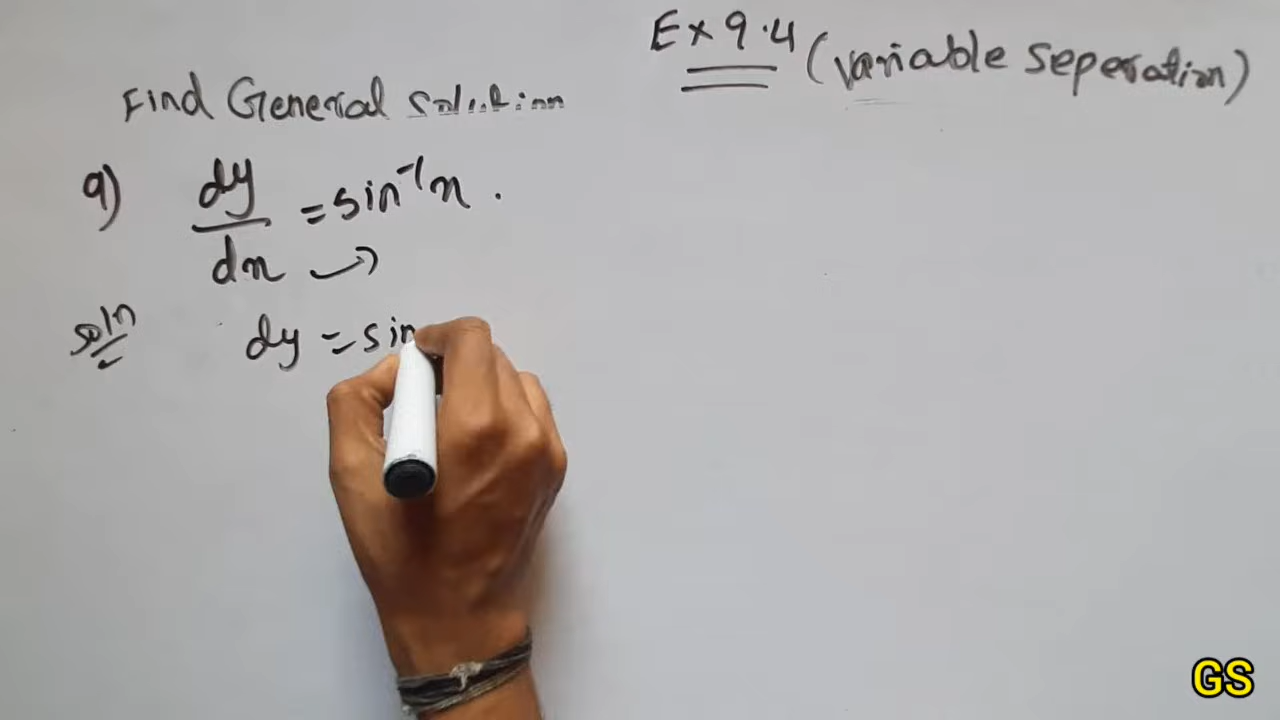 Ex 9.4 (variable seperation)
Find General solution
9) dy/dx = sin⁻¹x .
soln dy = sin
GS